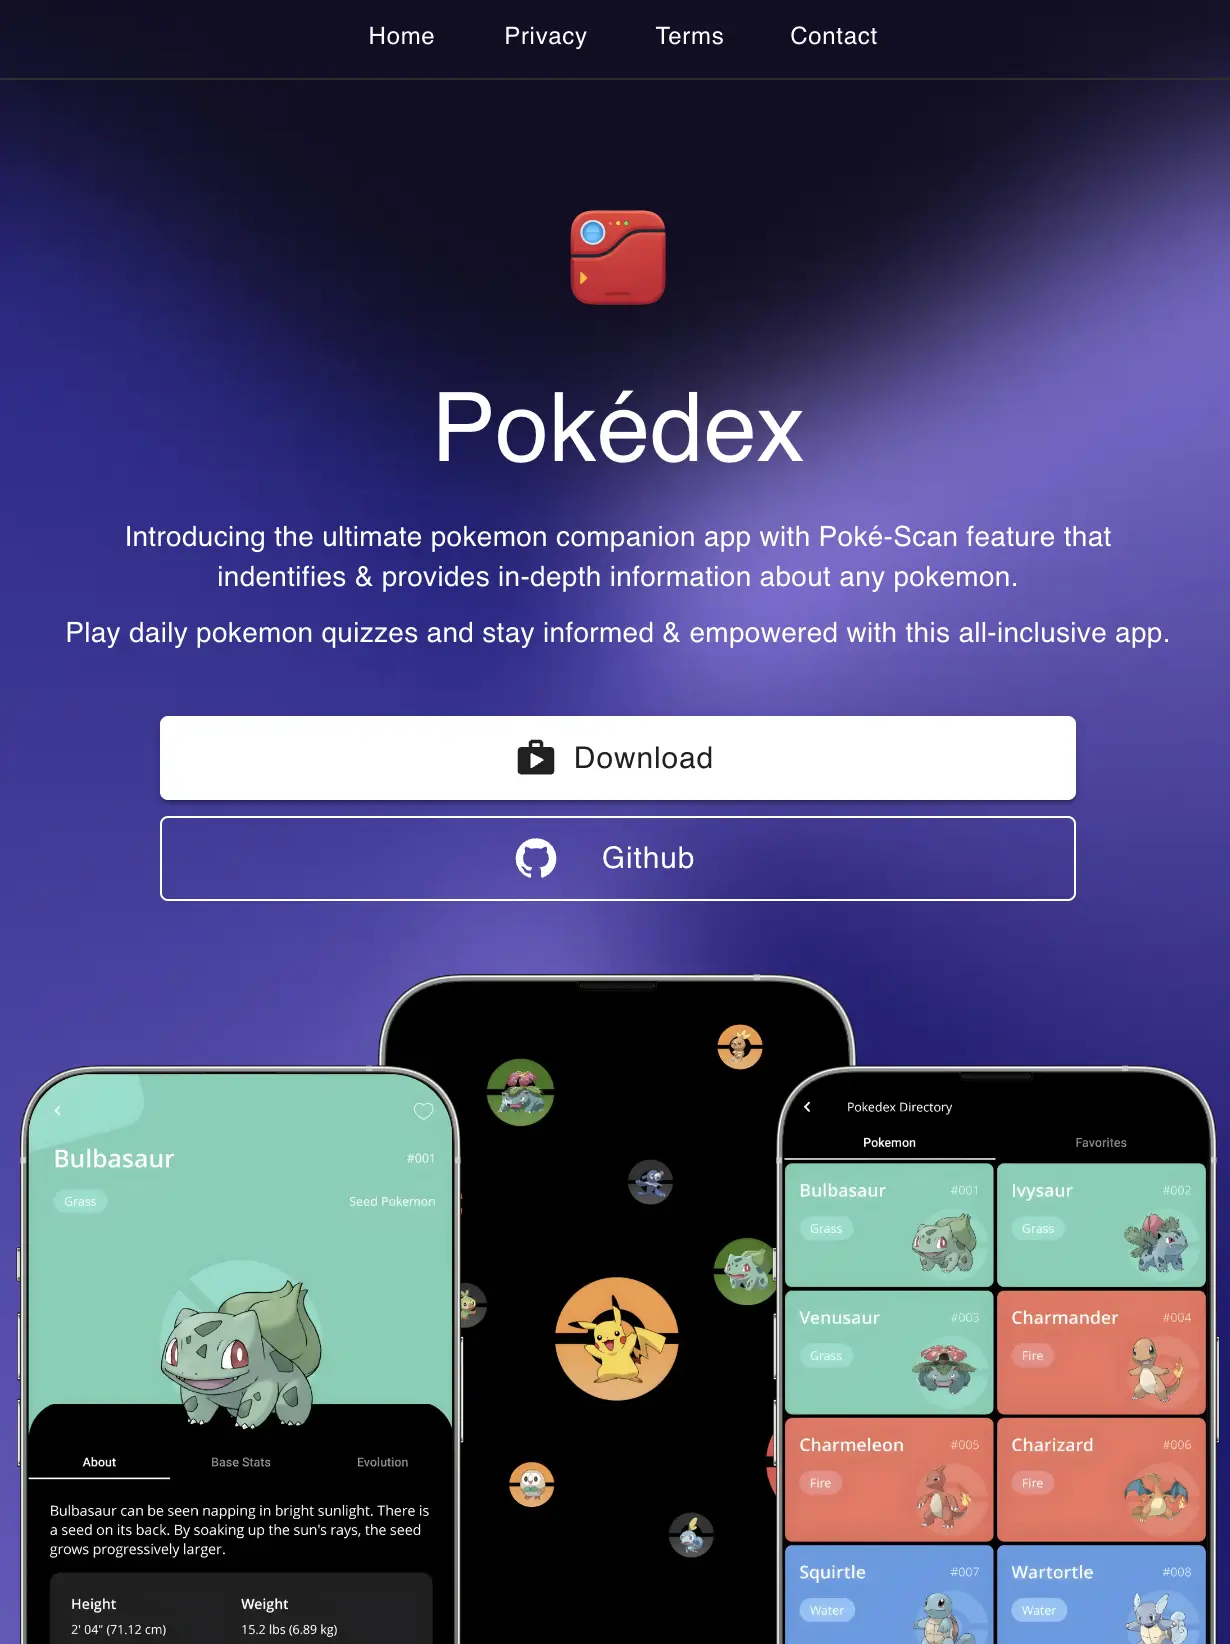 Home Privacy Terms Contact
Pokédex
Introducing the ultimate pokemon companion app with Poké-Scan feature that
indentifies & provides in-depth information about any pokemon.
Play daily pokemon quizzes and stay informed & empowered with this all-inclusive app.
Download
Github
Bulbasaur #001
Grass Seed Pokemon
About Base Stats Evolution
Bulbasaur can be seen napping in bright sunlight. There is
a seed on its back. By soaking up the sun's rays, the seed
grows progressively larger.
Height Weight
2' 04" (71.12 cm) 15.2 lbs (6.89 kg)
Pokedex Directory
Pokemon Favorites
Bulbasaur #001
Grass
Ivysaur #002
Grass
Venusaur #003
Grass
Charmander #004
Fire
Charmeleon #005
Fire
Charizard #006
Fire
Squirtle #007
Water
Wartortle #008
Water